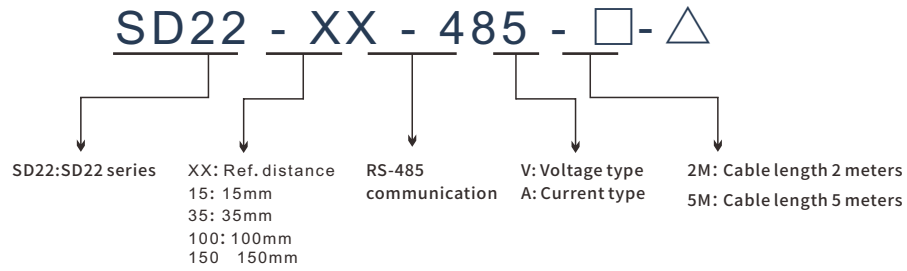 SD22 - XX - 485 - □ - △
SD22:SD22 series
XX: Ref. distance
15: 15mm
35: 35mm
100: 100mm
150 150mm
RS-485
communication
V: Voltage type
A: Current type
2M: Cable length 2 meters
5M: Cable length 5 meters